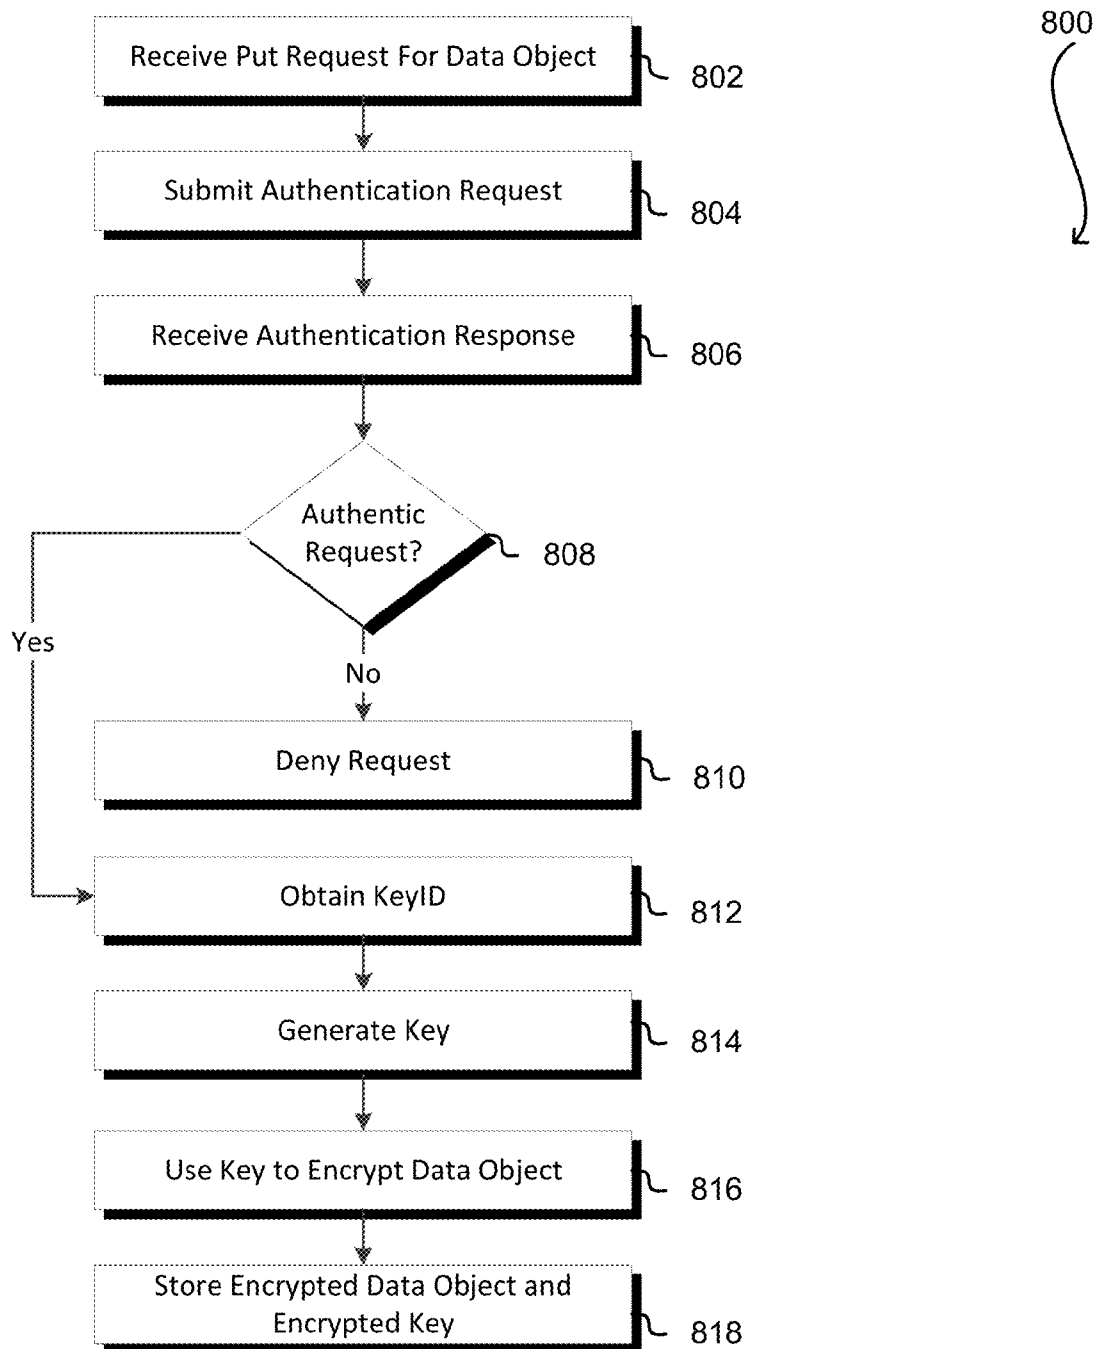 800
Receive Put Request For Data Object
802
Submit Authentication Request
804
Receive Authentication Response
806
Authentic
Request?
808
Yes
No
Deny Request
810
Obtain KeyID
812
Generate Key
814
Use Key to Encrypt Data Object
816
Store Encrypted Data Object and
Encrypted Key
818